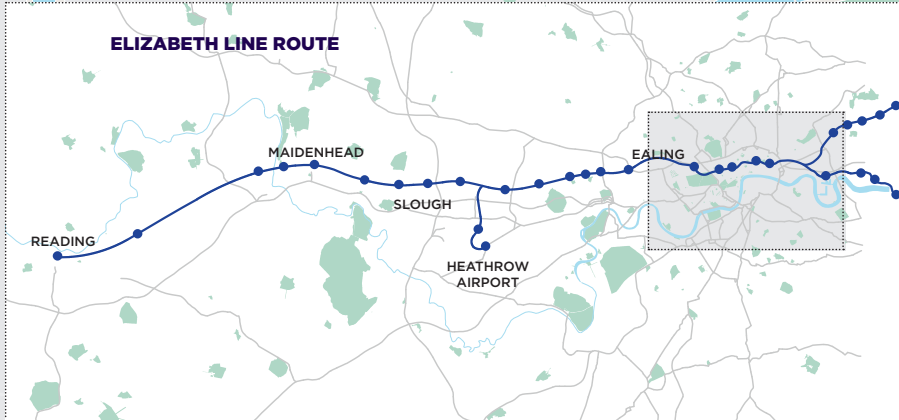 ELIZABETH LINE ROUTE
MAIDENHEAD
EALING
SLOUGH
READING
HEATHROW
AIRPORT